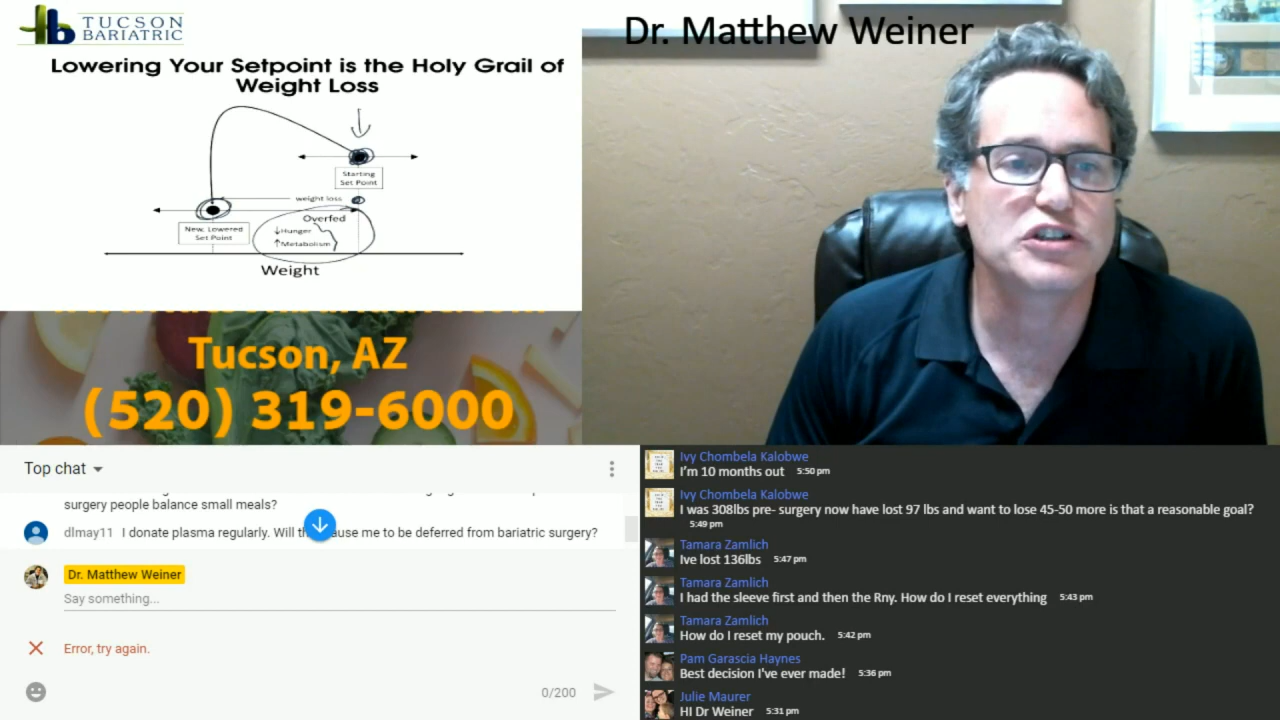 TUCSON
BARIATRIC
Lowering Your Setpoint is the Holy Grail of
Weight Loss
Starting
Set Point
weight loss
New, Lowered
Set Point
Overfed
↓Hunger
↑Metabolism
Weight
Dr. Matthew Weiner
Tucson, AZ
(520) 319-6000
Top chat
surgery people balance small meals?
dlmay11 I donate plasma regularly. Will th ause me to be deferred from bariatric surgery?
Dr. Matthew Weiner
Say something...
Error, try again.
0/200
Ivy Chombela Kalobwe
I'm 10 months out 5:50 pm
Ivy Chombela Kalobwe
I was 308lbs pre- surgery now have lost 97 lbs and want to lose 45-50 more is that a reasonable goal?
5:49 pm
Tamara Zamlich
Ive lost 136lbs 5:47 pm
Tamara Zamlich
I had the sleeve first and then the Rny. How do I reset everything 5:43 pm
Tamara Zamlich
How do I reset my pouch. 5:42 pm
Pam Garascia Haynes
Best decision I've ever made! 5:36 pm
Julie Maurer
HI Dr Weiner 5:31 pm